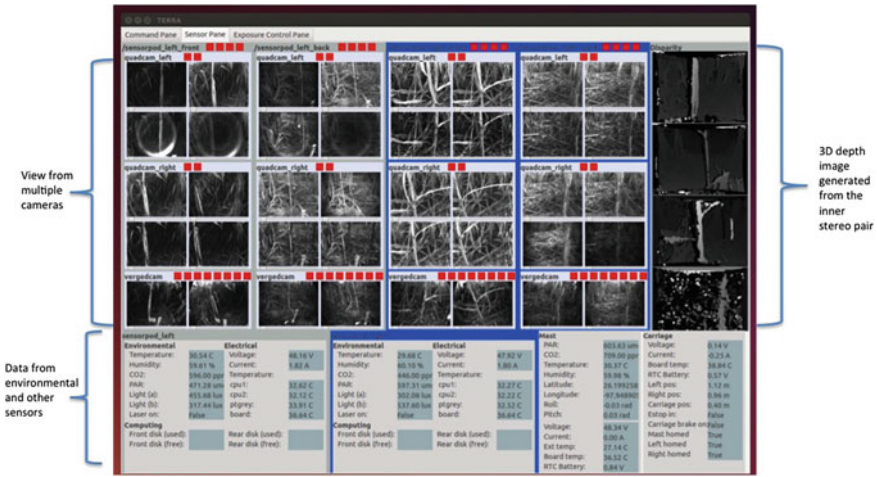 TERRA
Command Pane Sensor Pane Exposure Control Pane
/sensorpod_left_front /sensorpod_left_back Disparity
quadcam_left quadcam_left quadcam_left quadcam_left
quadcam_right quadcam_right quadcam_right quadcam_right
vergedcam vergedcam vergedcam vergedcam
View from
multiple
cameras
3D depth
image
generated
from the
inner
stereo pair
Data from
environmental
and other
sensors
sensorpod_left
Environmental Electrical
Temperature: 30.54 C Voltage: 48.16 V
Humidity: 59.61 % Current: 1.82 A
CO2: 596.00 ppr Temperature:
PAR: 471.28 um cpu1: 32.62 C
Light (a): 455.68 lux cpu2: 32.12 C
Light (b): 317.44 lux ptgrey: 33.91 C
Laser on: False board: 36.64 C
Computing
Front disk (used): Rear disk (used):
Front disk (free): Rear disk (free):
Environmental Electrical
Temperature: 29.68 C Voltage: 47.92 V
Humidity: 60.10 % Current: 1.80 A
CO2: 446.00 ppr Temperature:
PAR: 597.31 um cpu1: 32.27 C
Light (a): 302.08 lux cpu2: 32.22 C
Light (b): 537.60 lux ptgrey: 32.52 C
Laser on: False board: 36.64 C
Computing
Front disk (used): Rear disk (used):
Front disk (free): Rear disk (free):
Mast
PAR: 603.63 um
CO2: 709.00 ppr
Temperature: 30.37 C
Humidity: 59.98 %
Latitude: 26.199256
Longitude: -97.94890
Roll: -0.03 rad
Pitch: 0.03 rad
Voltage: 48.34 V
Current: 0.00 A
Ext temp: 27.14 C
Board temp: 36.52 C
RTC Battery: 0.84 V
Carriage
Voltage: 0.14 V
Current: -0.25 A
Board temp: 38.84 C
RTC Battery: 0.57 V
Left pos: 1.12 m
Right pos: 0.96 m
Carriage pos: 0.40 m
Estop in: False
Carriage brake on: False
Mast homed True
Left homed True
Right homed True